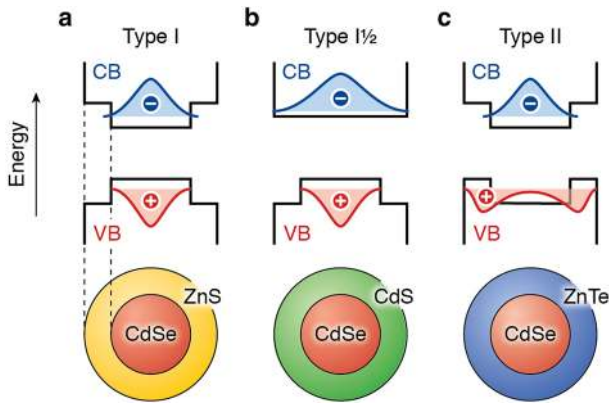 a Type I
b Type I½
c Type II
Energy
CB
−
+
VB
CB
−
+
VB
CB
−
+
VB
ZnS
CdSe
CdS
CdSe
ZnTe
CdSe